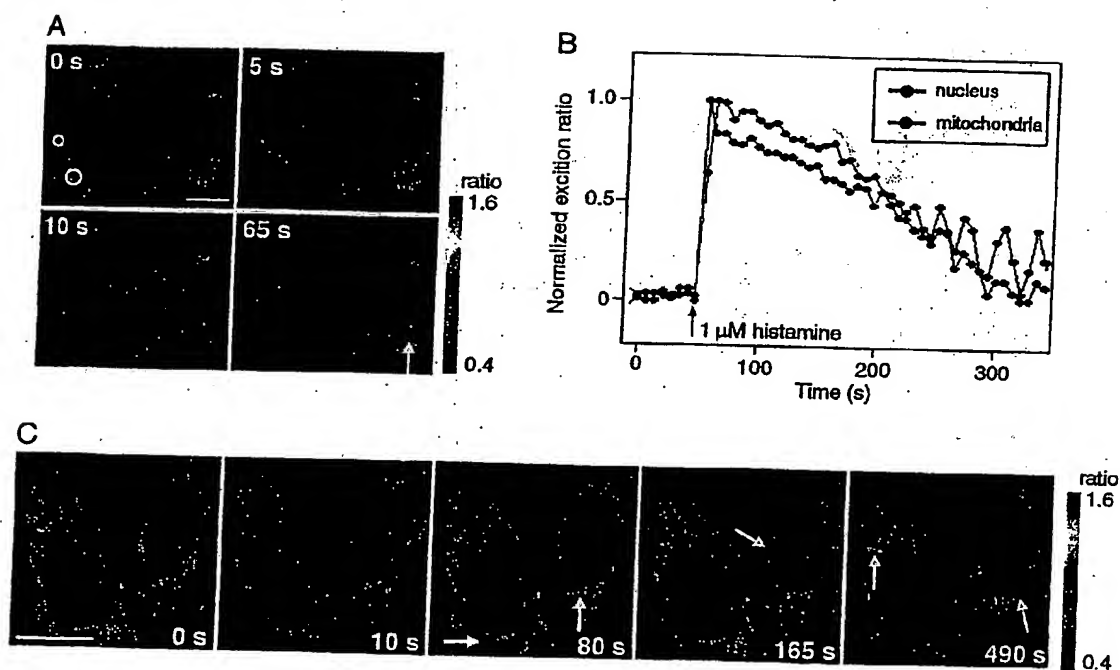 A
0 s
5 s
10 s
65 s
ratio
1.6
0.4
B
Normalized excition ratio
1.0
0.5
0
nucleus
mitochondria
1 µM histamine
0
100
200
300
Time (s)
C
0 s
10 s
80 s
165 s
490 s
ratio
1.6
0.4